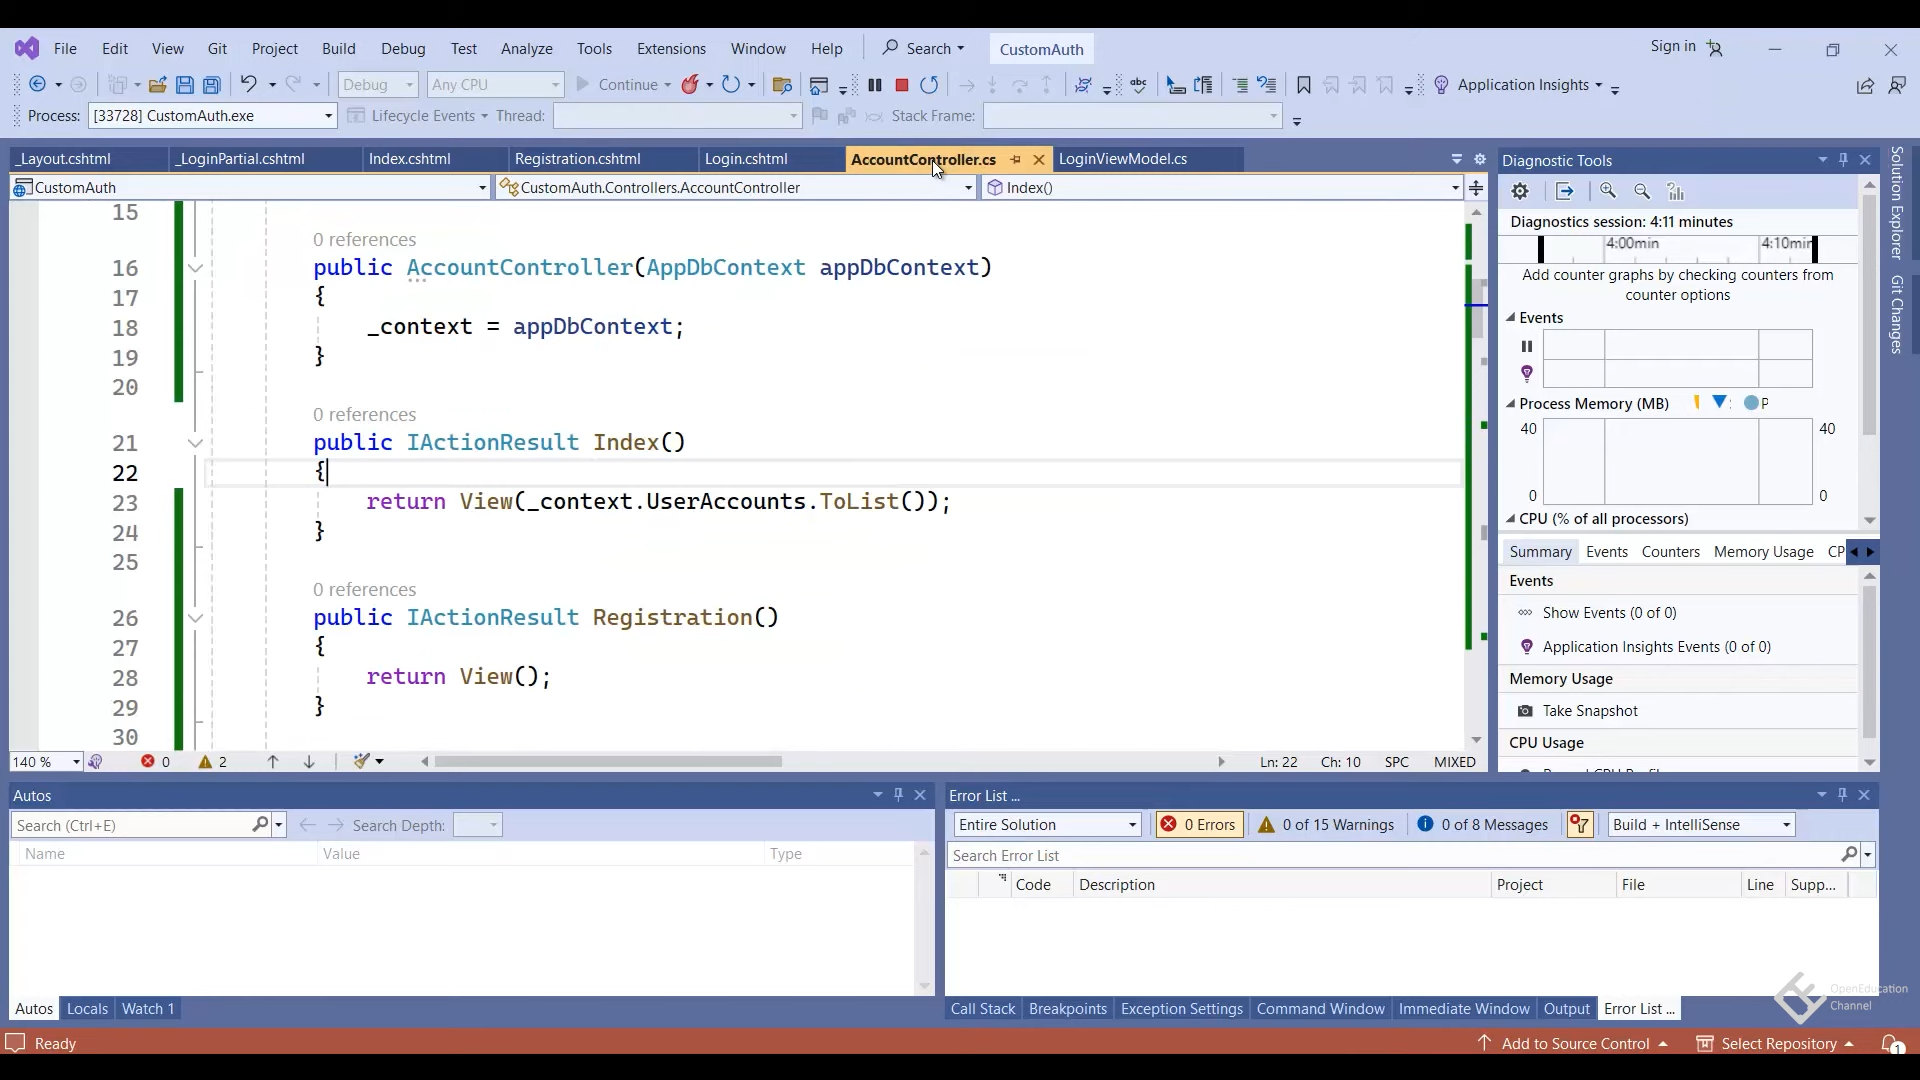 File Edit View Git Project Build Debug Test Analyze Tools Extensions Window Help Search CustomAuth Sign in
Debug Any CPU Continue Application Insights
Process: [33728] CustomAuth.exe Lifecycle Events Thread: Stack Frame:
_Layout.cshtml _LoginPartial.cshtml Index.cshtml Registration.cshtml Login.cshtml AccountController.cs LoginViewModel.cs
CustomAuth CustomAuth.Controllers.AccountController Index()
15
0 references
16 public AccountController(AppDbContext appDbContext)
17 {
18 _context = appDbContext;
19 }
20
0 references
21 public IActionResult Index()
22 {
23 return View(_context.UserAccounts.ToList());
24 }
25
0 references
26 public IActionResult Registration()
27 {
28 return View();
29 }
30
140 % 0 2 Ln: 22 Ch: 10 SPC MIXED
Diagnostic Tools
Diagnostics session: 4:11 minutes
4:00min 4:10min
Add counter graphs by checking counters from
counter options
Events
Process Memory (MB) P
40 40
0 0
CPU (% of all processors)
Summary Events Counters Memory Usage CP
Events
Show Events (0 of 0)
Application Insights Events (0 of 0)
Memory Usage
Take Snapshot
CPU Usage
Solution Explorer
Git Changes
Autos
Search (Ctrl+E) Search Depth:
Name Value Type
Autos Locals Watch 1
Error List ...
Entire Solution 0 Errors 0 of 15 Warnings 0 of 8 Messages Build + IntelliSense
Search Error List
Code Description Project File Line Supp...
Call Stack Breakpoints Exception Settings Command Window Immediate Window Output Error List ...
OpenEducation
Channel
Ready Add to Source Control Select Repository 1